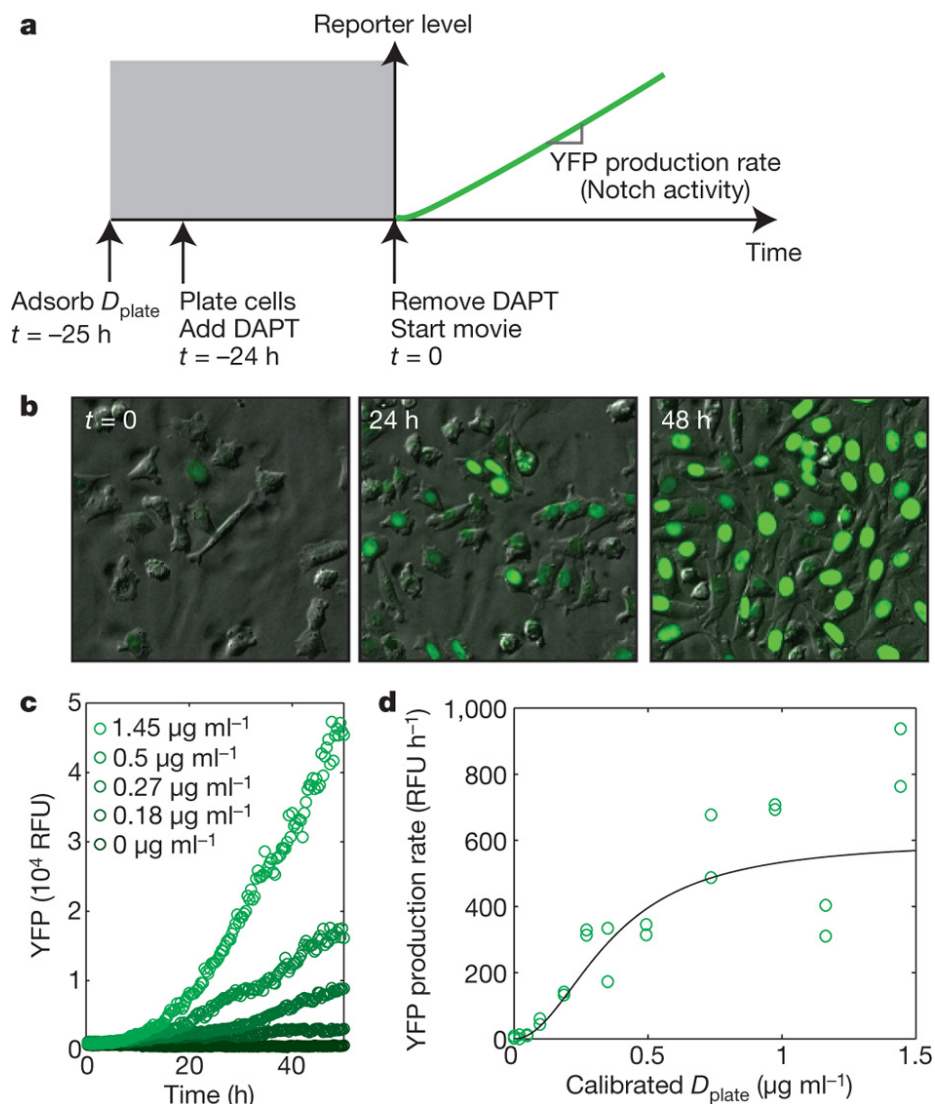 a
Reporter level
YFP production rate
(Notch activity)
Time
Adsorb Dplate
t = –25 h
Plate cells
Add DAPT
t = –24 h
Remove DAPT
Start movie
t = 0
b
t = 0
24 h
48 h
c
YFP (10⁴ RFU)
5
4
3
2
1
0
1.45 µg ml⁻¹
0.5 µg ml⁻¹
0.27 µg ml⁻¹
0.18 µg ml⁻¹
0 µg ml⁻¹
0 20 40
Time (h)
d
YFP production rate (RFU h⁻¹)
1,000
800
600
400
200
0
0 0.5 1 1.5
Calibrated Dplate (µg ml⁻¹)